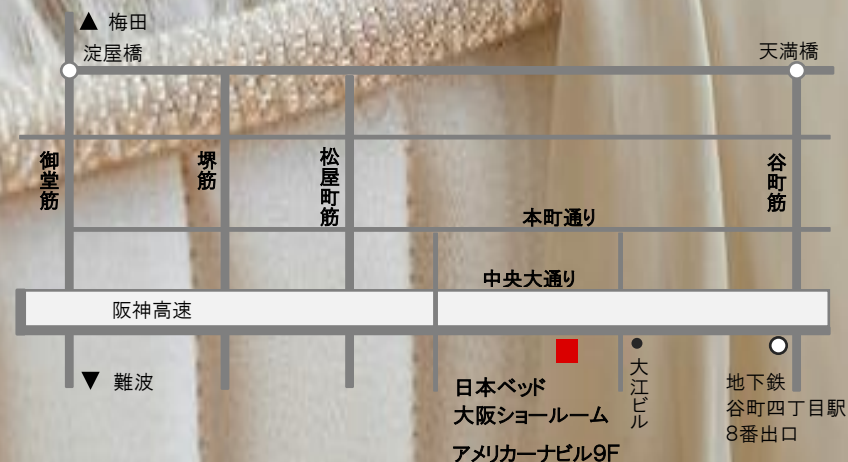 ▲ 梅田
淀屋橋
天満橋
御堂筋
堺筋
松屋町筋
谷町筋
本町通り
中央大通り
阪神高速
▼ 難波
日本ベッド
大阪ショールーム
アメリカーナビル9F
大江ビル
地下鉄
谷町四丁目駅
8番出口